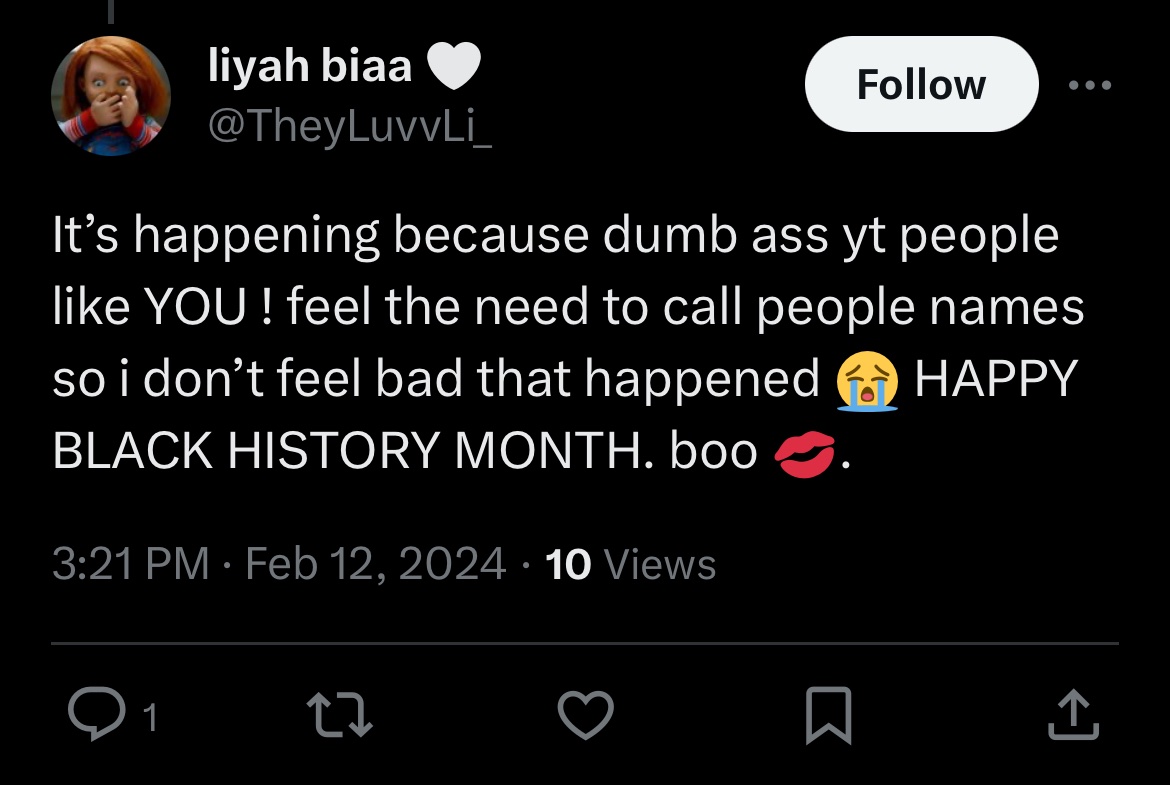 liyah biaa 🤍
Follow
@TheyLuvvLi_
It’s happening because dumb ass yt people
like YOU ! feel the need to call people names
so i don’t feel bad that happened 😭 HAPPY
BLACK HISTORY MONTH. boo 💋.
3:21 PM · Feb 12, 2024 · 10 Views
1